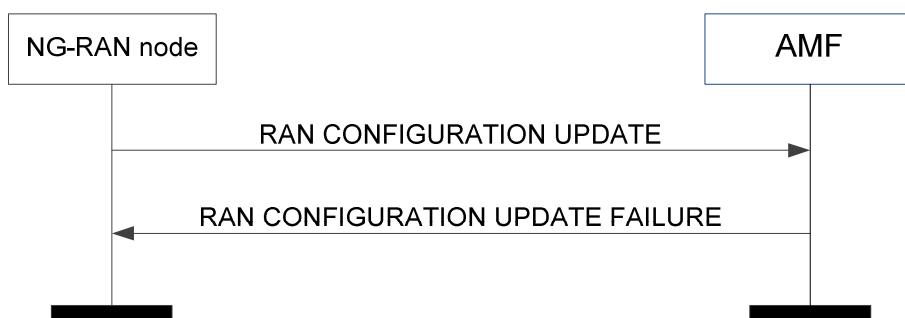 NG-RAN node
AMF
RAN CONFIGURATION UPDATE
RAN CONFIGURATION UPDATE FAILURE